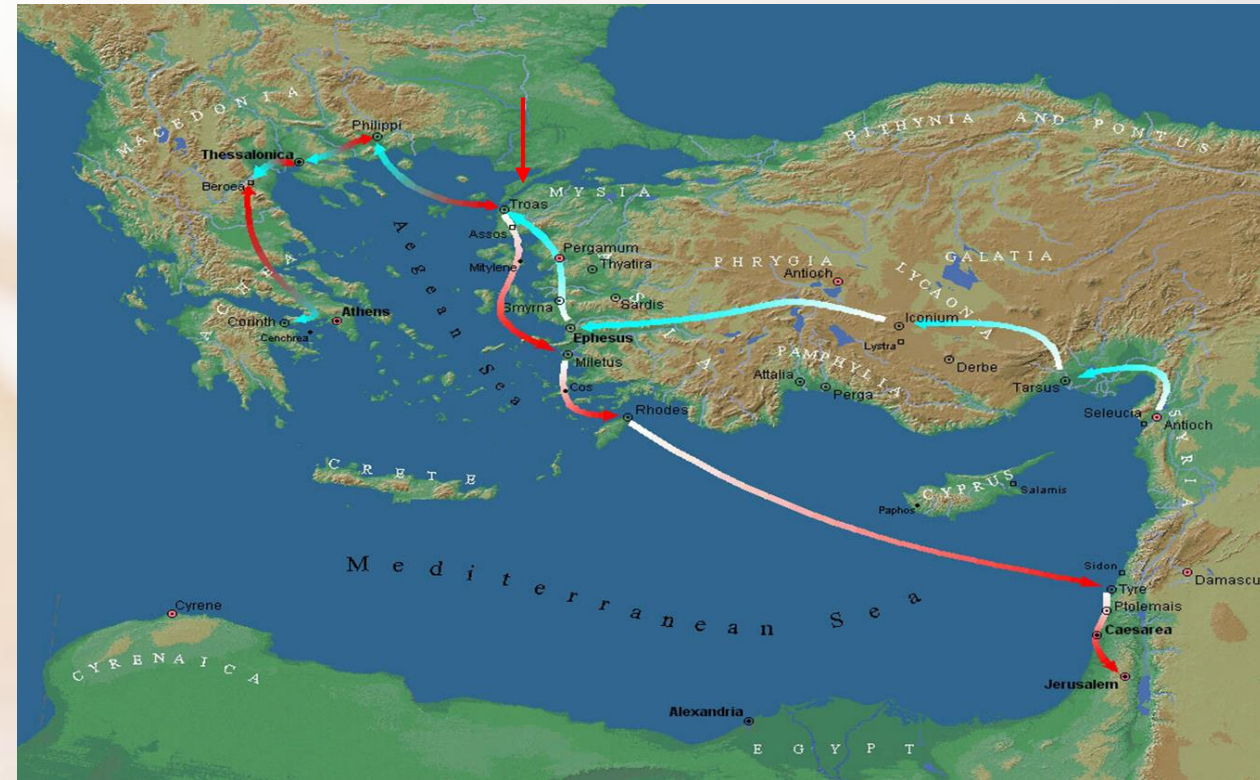 MACEDONIA
Philippi
BITHYNIA AND PONTUS
Thessalonica
Beroea
MYSIA
Troas
Assos
Aegean Sea
Pergamum
Mitylene
Thyatira
PHRYGIA
GALATIA
Antioch
LYCAONIA
ASIA
Smyrna
Sardis
ACHAEA
Athens
Corinth
Cenchrea
Iconium
Ephesus
Lystra
Miletus
PAMPHYLIA
Derbe
Attalia
Perga
Tarsus
Cos
Rhodes
Seleucia
Antioch
SYRIA
CRETE
CYPRUS
Salamis
Paphos
Mediterranean Sea
Sidon
Damascu
Tyre
Ptolemais
Cyrene
Caesarea
CYRENAICA
Jerusalem
Alexandria
EGYPT